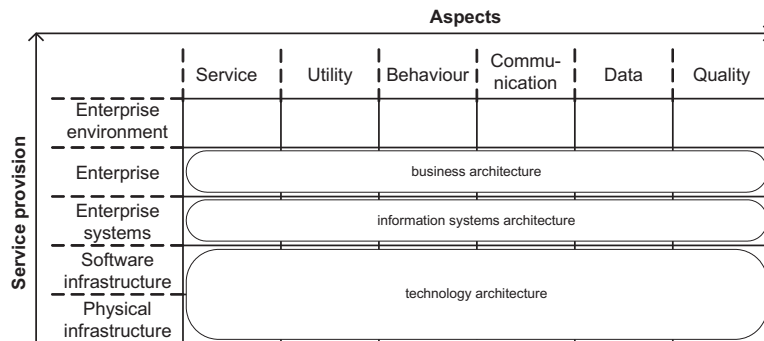 Aspects
Service
Utility
Behaviour
Commu-
nication
Data
Quality
Service provision
Enterprise
environment
Enterprise
business architecture
Enterprise
systems
information systems architecture
Software
infrastructure
technology architecture
Physical
infrastructure